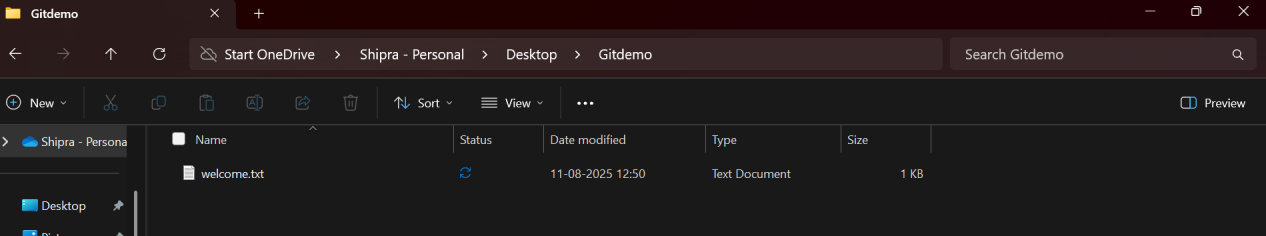 Gitdemo
Start OneDrive > Shipra - Personal > Desktop > Gitdemo Search Gitdemo
New Sort View ••• Preview
Shipra - Persona Name Status Date modified Type Size
welcome.txt 11-08-2025 12:50 Text Document 1 KB
Desktop